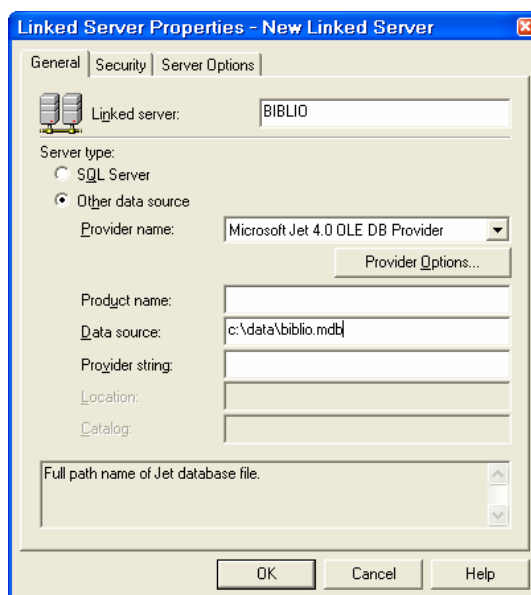 Linked Server Properties - New Linked Server
General Security Server Options
Linked server: BIBLIO
Server type:
SQL Server
Other data source
Provider name: Microsoft Jet 4.0 OLE DB Provider
Provider Options...
Product name:
Data source: c:\data\biblio.mdb
Provider string:
Location:
Catalog:
Full path name of Jet database file.
OK Cancel Help